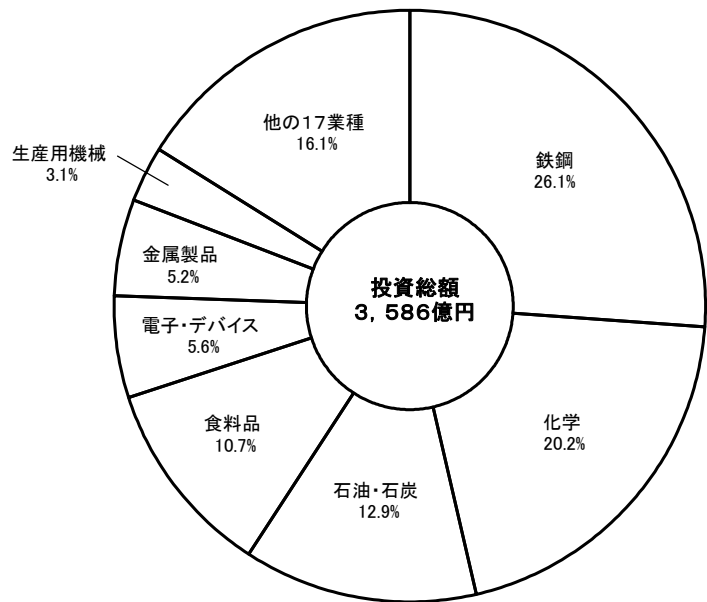 他の１７業種
16.1%
鉄鋼
26.1%
生産用機械
3.1%
金属製品
5.2%
電子・デバイス
5.6%
投資総額
３，５８６億円
食料品
10.7%
化学
20.2%
石油・石炭
12.9%